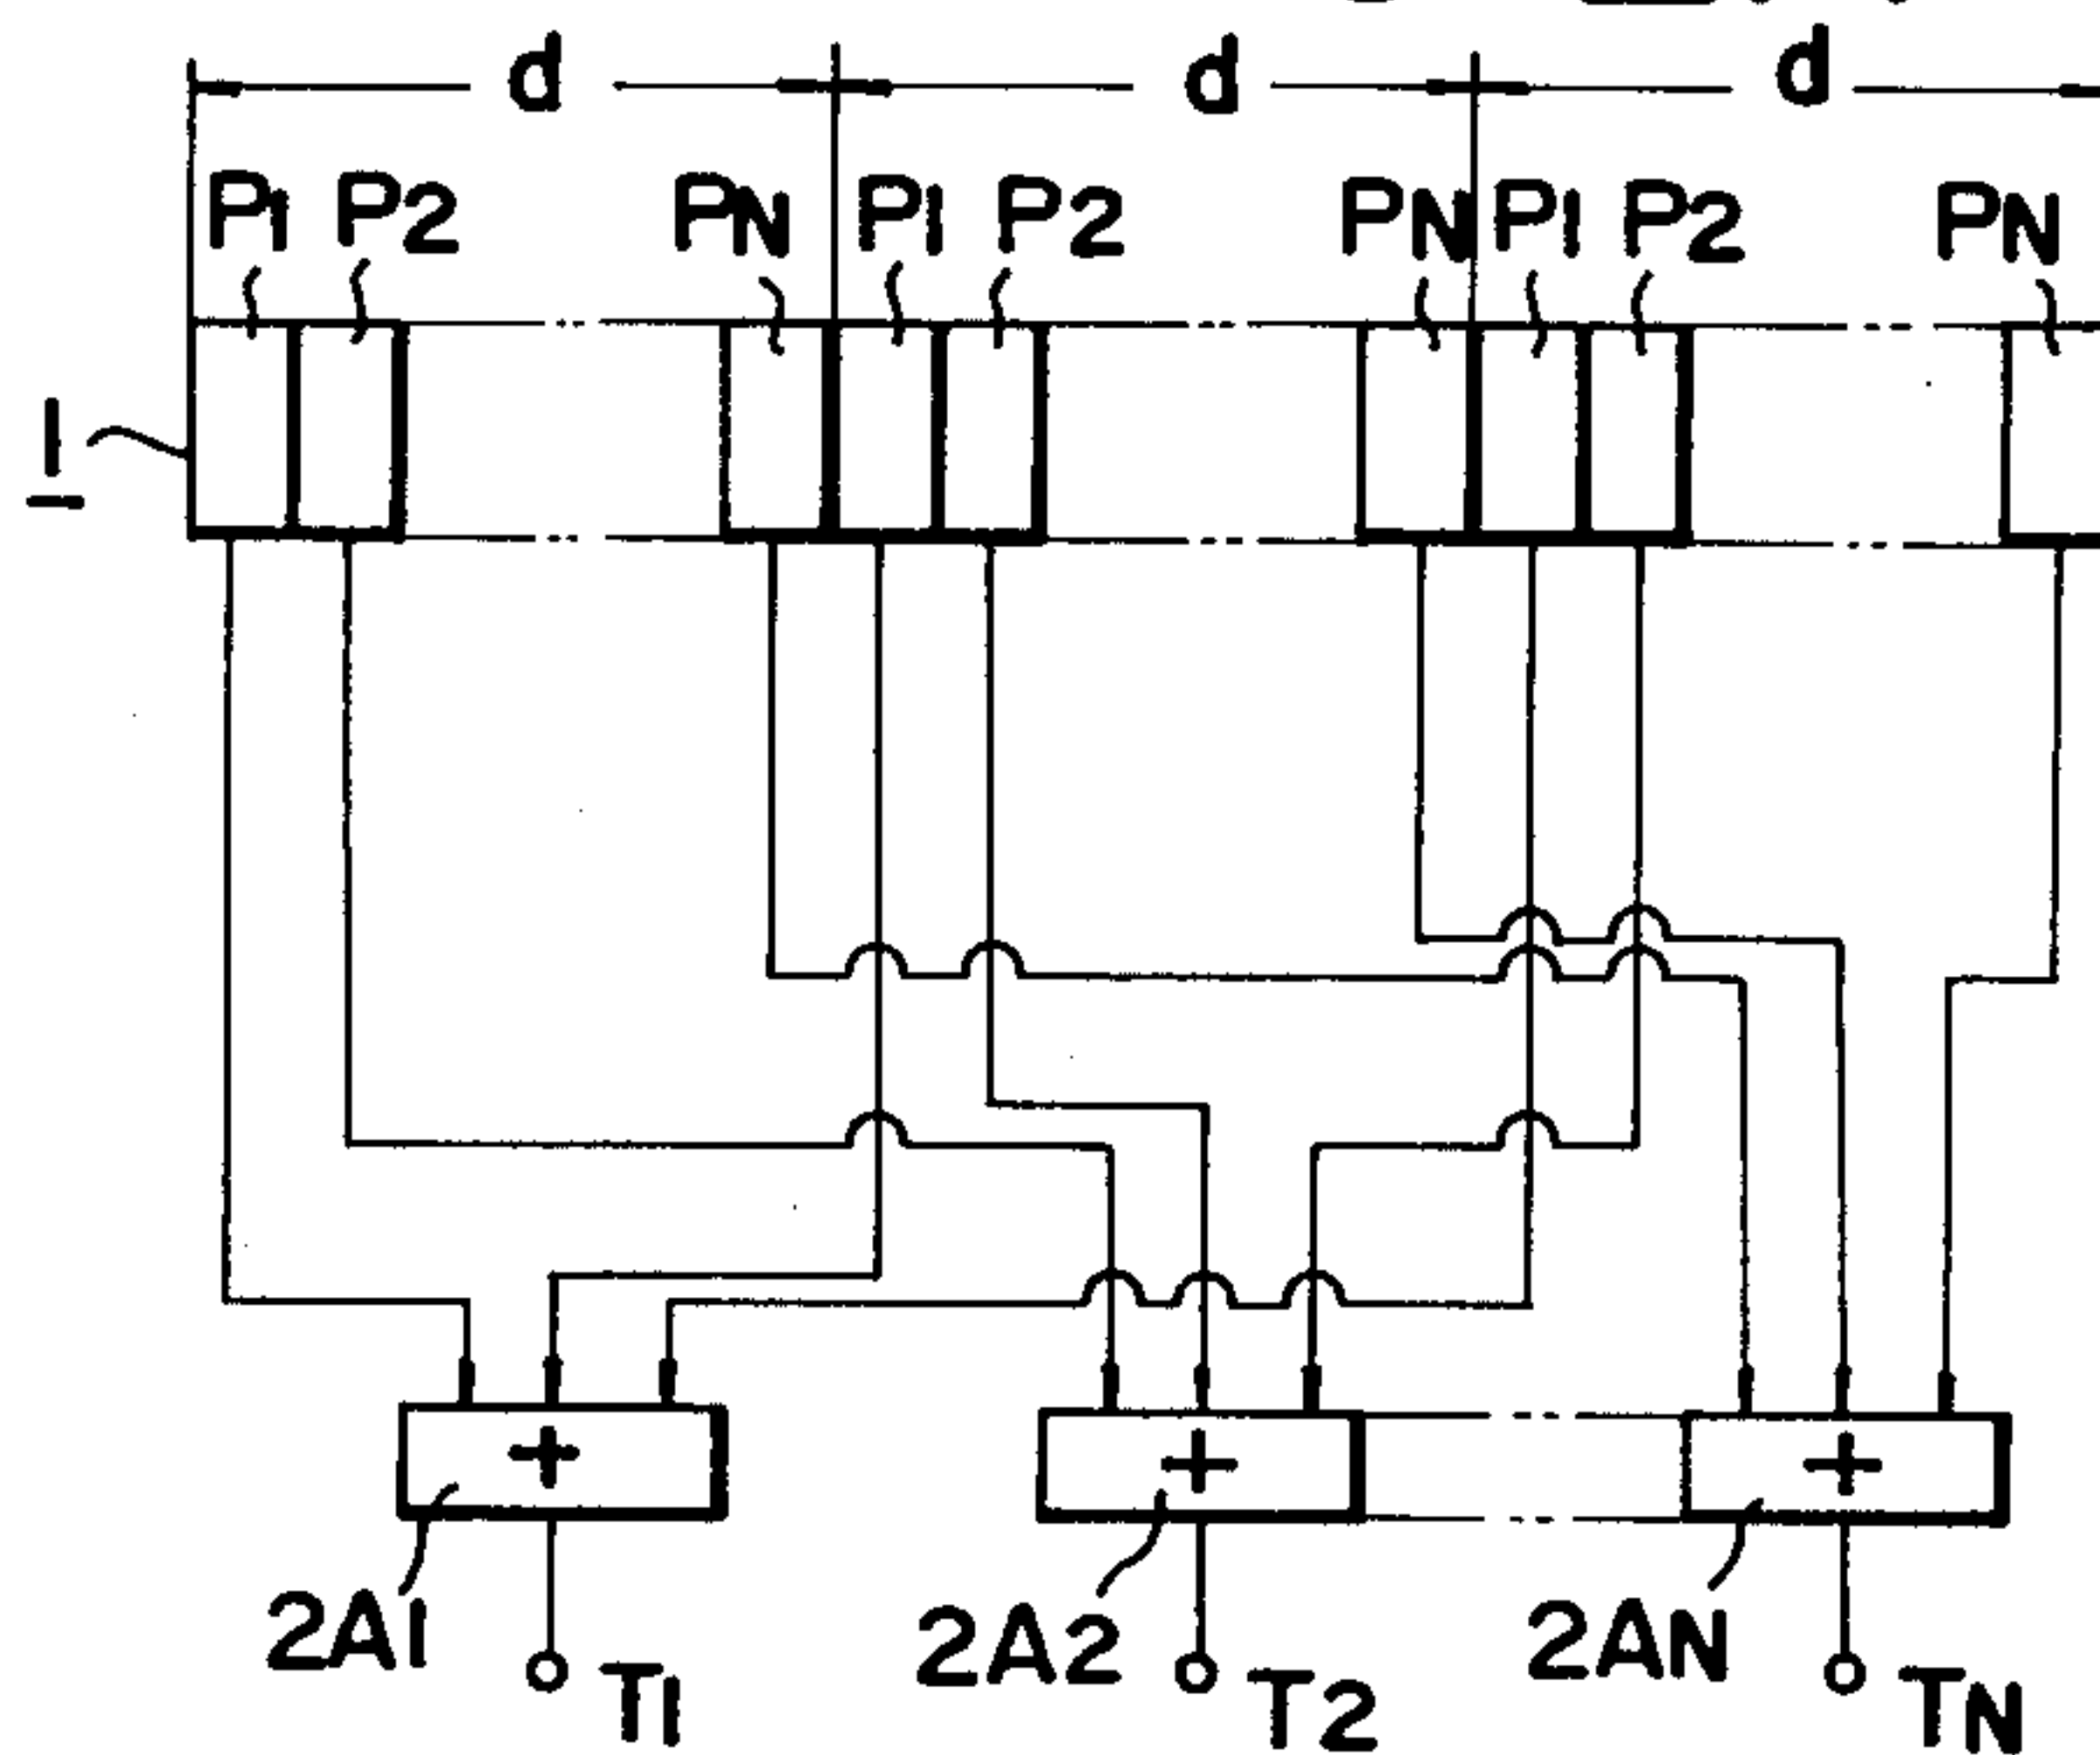 d d d
P1 P2 PN P1 P2 PN P1 P2 PN
1
+ + +
2A1 2A2 2AN
T1 T2 TN